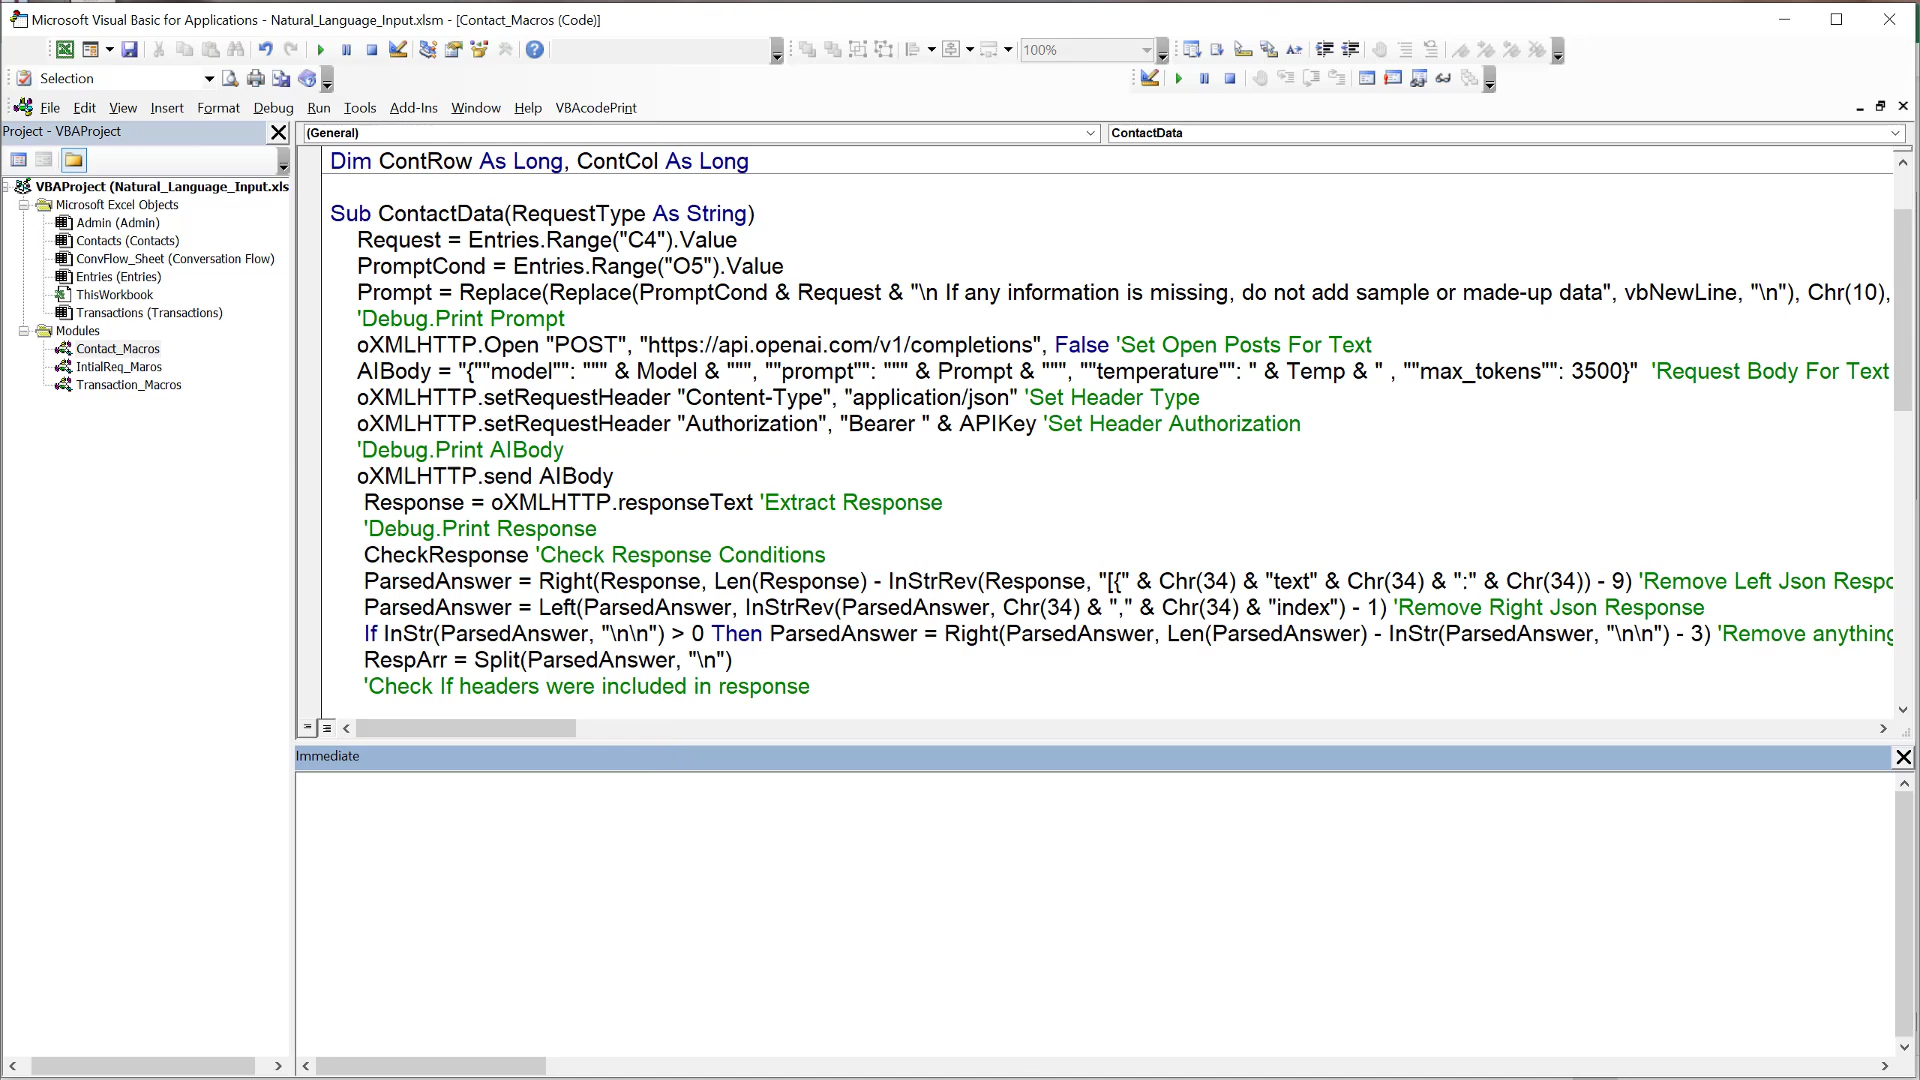 Microsoft Visual Basic for Applications - Natural_Language_Input.xlsm - [Contact_Macros (Code)]
100%
Selection
File Edit View Insert Format Debug Run Tools Add-Ins Window Help VBAcodePrint
Project - VBAProject
(General)
ContactData
VBAProject (Natural_Language_Input.xls
Microsoft Excel Objects
Admin (Admin)
Contacts (Contacts)
ConvFlow_Sheet (Conversation Flow)
Entries (Entries)
ThisWorkbook
Transactions (Transactions)
Modules
Contact_Macros
IntialReq_Maros
Transaction_Macros
Dim ContRow As Long, ContCol As Long
Sub ContactData(RequestType As String)
Request = Entries.Range("C4").Value
PromptCond = Entries.Range("O5").Value
Prompt = Replace(Replace(PromptCond & Request & "\n If any information is missing, do not add sample or made-up data", vbNewLine, "\n"), Chr(10),
'Debug.Print Prompt
oXMLHTTP.Open "POST", "https://api.openai.com/v1/completions", False 'Set Open Posts For Text
AIBody = "{""model"": """ & Model & """, ""prompt"": """ & Prompt & """, ""temperature"": " & Temp & " , ""max_tokens"": 3500}"  'Request Body For Text
oXMLHTTP.setRequestHeader "Content-Type", "application/json" 'Set Header Type
oXMLHTTP.setRequestHeader "Authorization", "Bearer " & APIKey 'Set Header Authorization
'Debug.Print AIBody
oXMLHTTP.send AIBody
Response = oXMLHTTP.responseText 'Extract Response
'Debug.Print Response
CheckResponse 'Check Response Conditions
ParsedAnswer = Right(Response, Len(Response) - InStrRev(Response, "[{" & Chr(34) & "text" & Chr(34) & ":" & Chr(34)) - 9) 'Remove Left Json Respo
ParsedAnswer = Left(ParsedAnswer, InStrRev(ParsedAnswer, Chr(34) & "," & Chr(34) & "index") - 1) 'Remove Right Json Response
If InStr(ParsedAnswer, "\n\n") > 0 Then ParsedAnswer = Right(ParsedAnswer, Len(ParsedAnswer) - InStr(ParsedAnswer, "\n\n") - 3) 'Remove anything
RespArr = Split(ParsedAnswer, "\n")
'Check If headers were included in response
Immediate